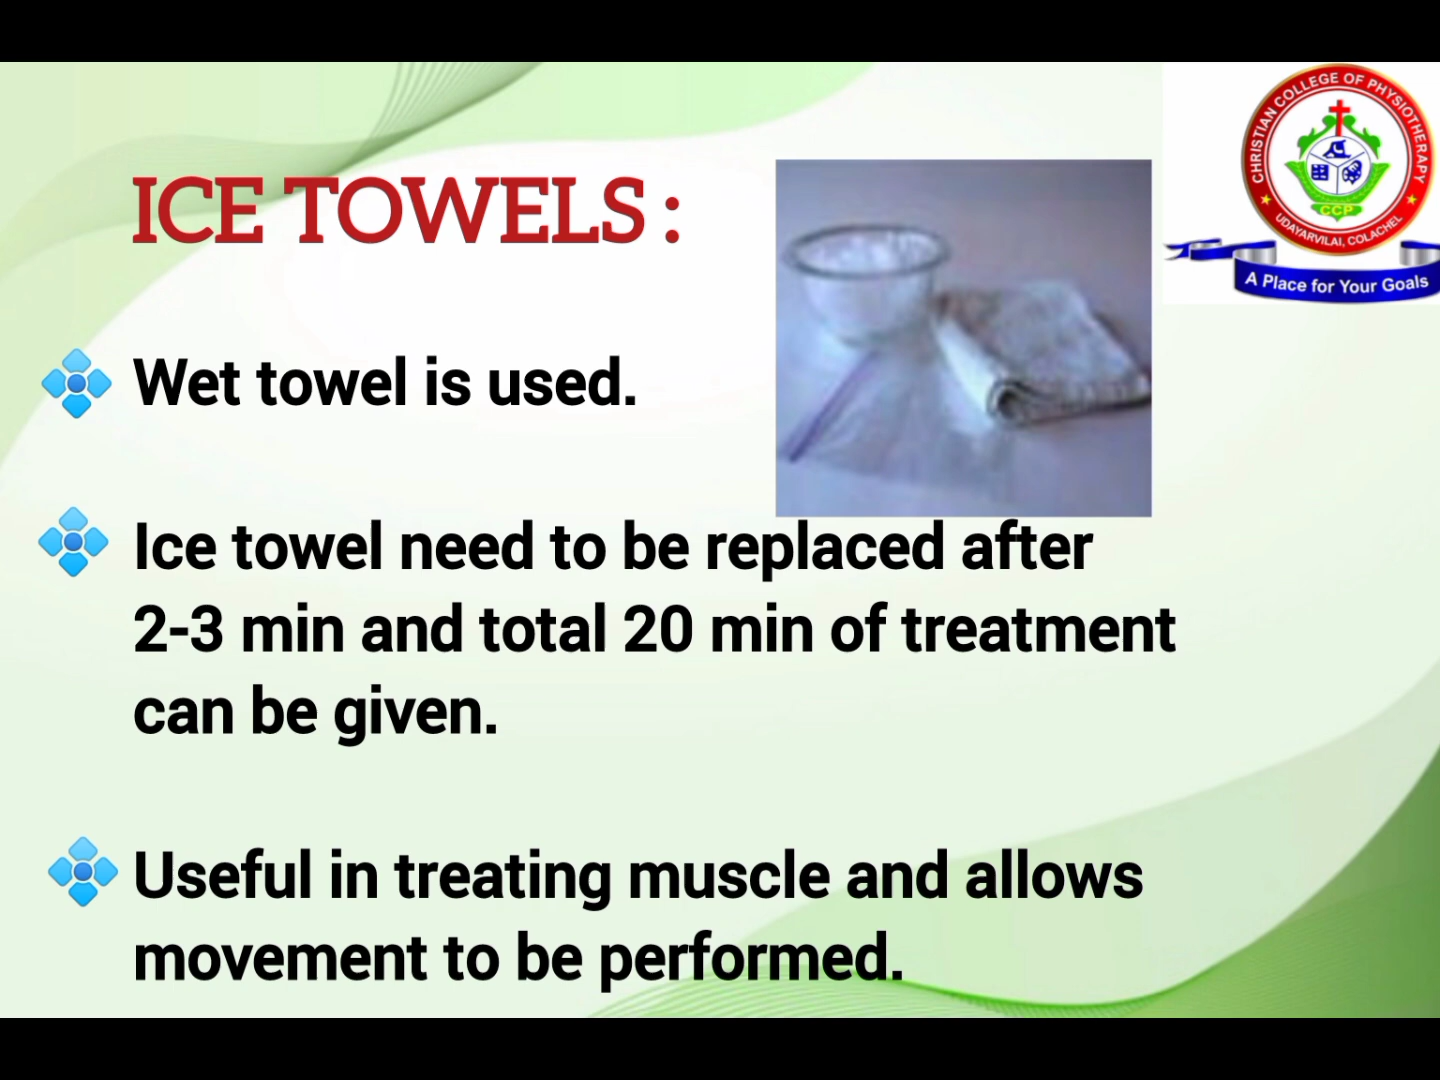 ICE TOWELS :
CHRISTIAN COLLEGE OF PHYSIOTHERAPY
CCP
UDAYARVILAI, COLACHEL
A Place for Your Goals
Wet towel is used.
Ice towel need to be replaced after
2-3 min and total 20 min of treatment
can be given.
Useful in treating muscle and allows
movement to be performed.